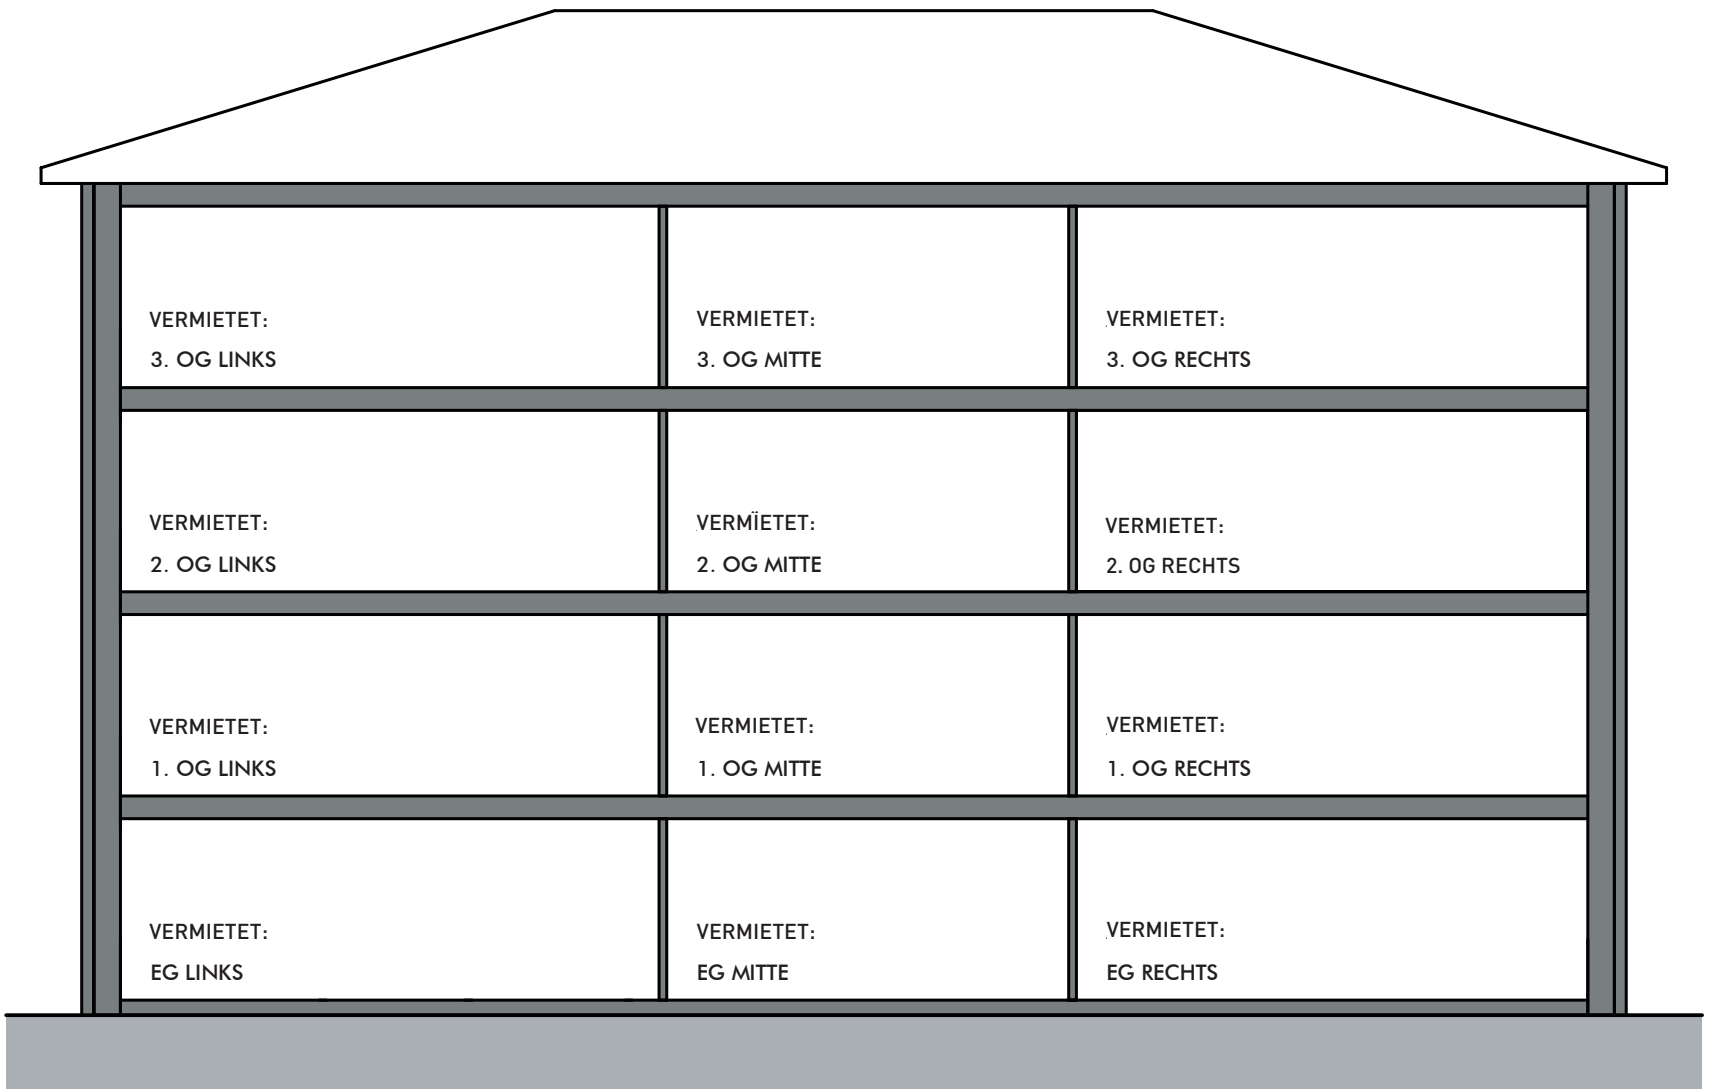 VERMIETET:
3. OG LINKS
VERMIETET:
3. OG MITTE
VERMIETET:
3. OG RECHTS
VERMIETET:
2. OG LINKS
VERMÏETET:
2. OG MITTE
VERMIETET:
2. OG RECHTS
VERMIETET:
1. OG LINKS
VERMIETET:
1. OG MITTE
VERMIETET:
1. OG RECHTS
VERMIETET:
EG LINKS
VERMIETET:
EG MITTE
VERMIETET:
EG RECHTS